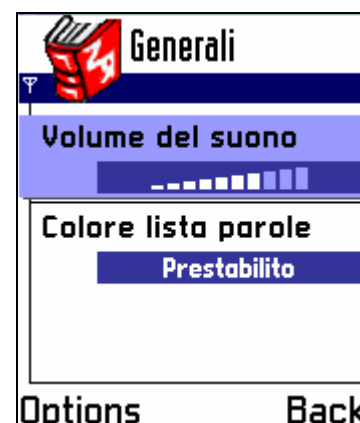 Generali
Volume del suono
Colore lista parole
Prestabilito
Options Back